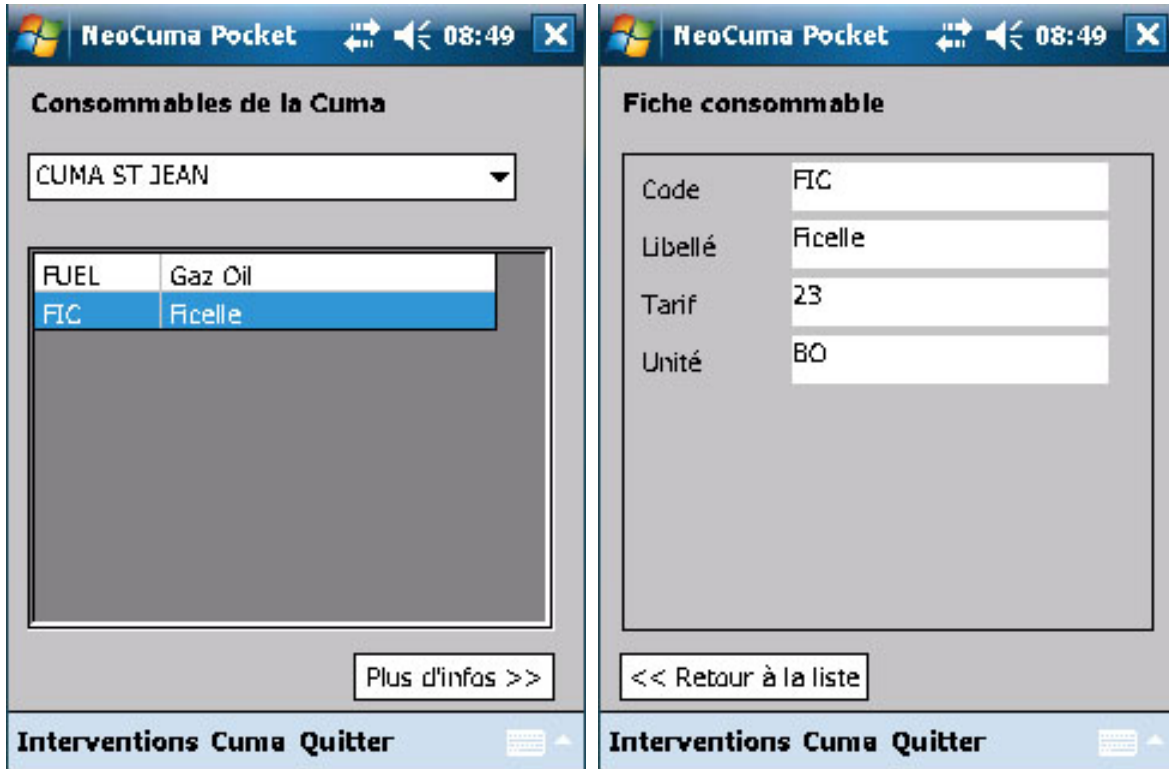 NeoCuma Pocket 08:49
Consommables de la Cuma
CUMA ST JEAN
FUEL Gaz Oil
FIC Ficelle
Plus d'infos >>
Interventions Cuma Quitter
NeoCuma Pocket 08:49
Fiche consommable
Code FIC
Libellé Ficelle
Tarif 23
Unité BO
<< Retour à la liste
Interventions Cuma Quitter